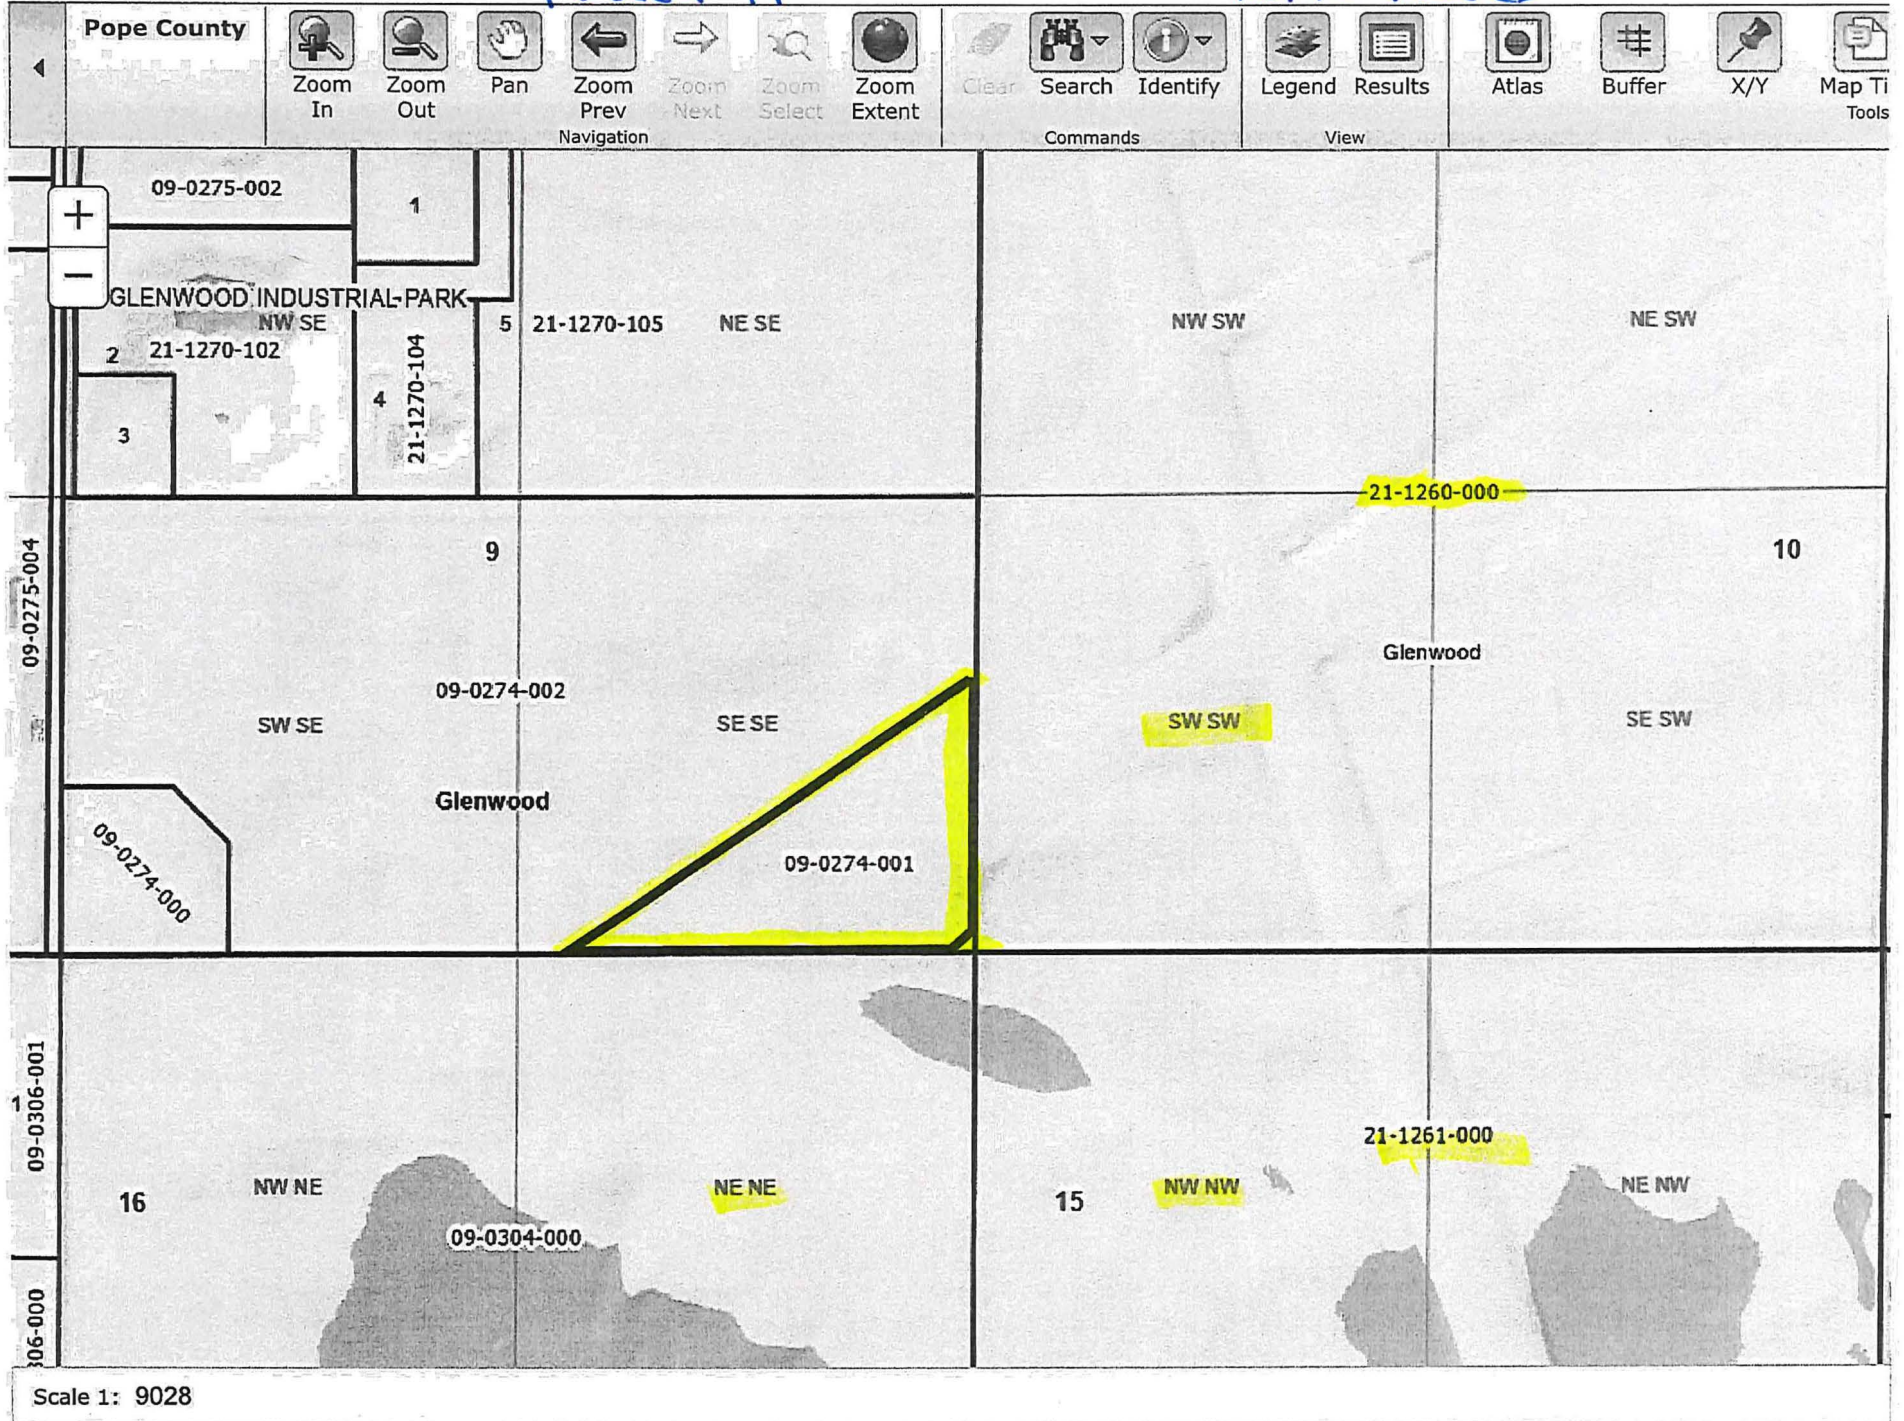 Pope County
Zoom In
Zoom Out
Pan
Zoom Prev
Zoom Next
Zoom Select
Zoom Extent
Clear
Search
Identify
Legend
Results
Atlas
Buffer
X/Y
Map Ti
Navigation
Commands
View
Tools
09-0275-002
1
GLENWOOD INDUSTRIAL PARK
NW SE
5
21-1270-105
NE SE
NW SW
NE SW
2
21-1270-102
4
21-1270-104
3
21-1260-000
9
10
09-0275-004
Glenwood
09-0274-002
SW SE
SE SE
SW SW
SE SW
Glenwood
09-0274-000
09-0274-001
1
09-0306-001
21-1261-000
16
NW NE
NE NE
15
NW NW
NE NW
09-0304-000
306-000
Scale 1: 9028